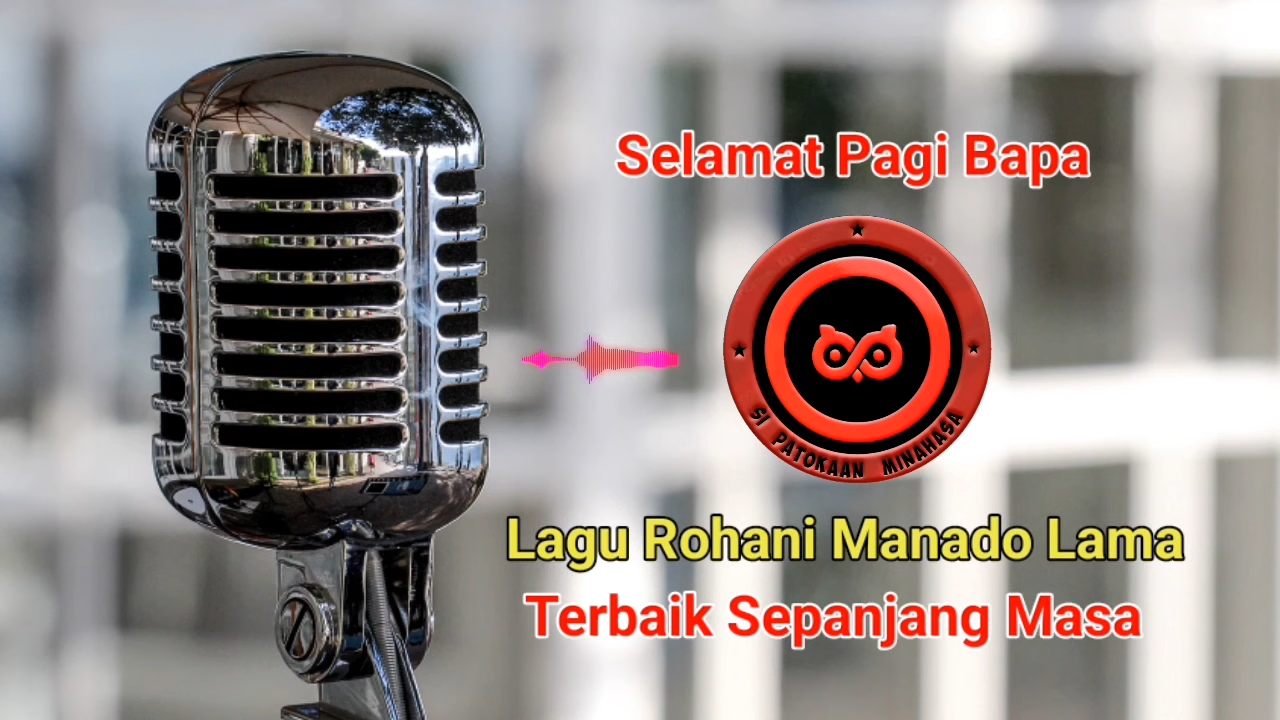 Selamat Pagi Bapa
SI PATOKAAN MINAHASA
Lagu Rohani Manado Lama
Terbaik Sepanjang Masa